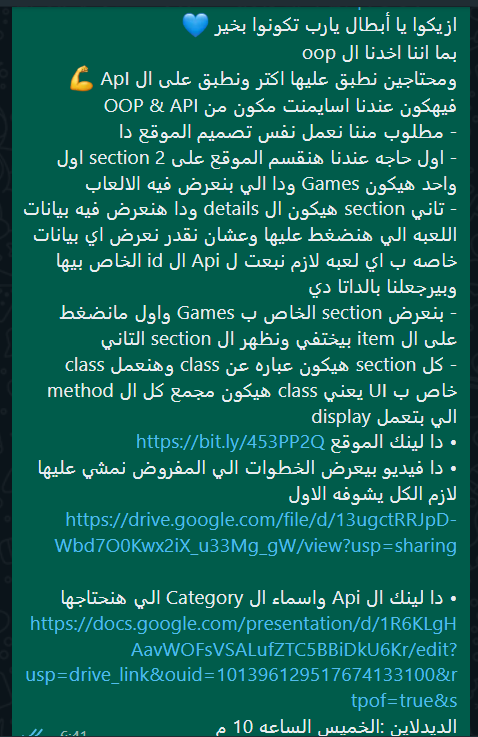 ازيكوا يا أبطال يارب تكونوا بخير 💙
بما اننا اخدنا ال oop
ومحتاجين نطبق عليها اكتر ونطبق على ال ApI 💪
فيهكون عندنا اسايمنت مكون من OOP & API
- مطلوب مننا نعمل نفس تصميم الموقع دا
- اول حاجه عندنا هنقسم الموقع على 2 section اول
واحد هيكون Games ودا الي بنعرض فيه الالعاب
- تاني section هيكون ال details ودا هنعرض فيه بيانات
اللعبه الي هنضغط عليها وعشان نقدر نعرض اي بيانات
خاصه ب اي لعبه لازم نبعت ل Api ال id الخاص بيها
وبيرجعلنا بالداتا دي
- بنعرض section الخاص ب Games واول مانضغط
على ال item بيختفي ونظهر ال section التاني
- كل section هيكون عباره عن class وهنعمل class
خاص ب UI يعني class هيكون مجمع كل ال method
الي بتعمل display
• دا لينك الموقع https://bit.ly/453PP2Q
• دا فيديو بيعرض الخطوات الي المفروض نمشي عليها
لازم الكل يشوفه الاول
https://drive.google.com/file/d/13ugctRRJpD-
Wbd7O0Kwx2iX_u33Mg_gW/view?usp=sharing
• دا لينك ال Api واسماء ال Category الي هنحتاجها
https://docs.google.com/presentation/d/1R6KLgH
AavWOFsVSALufZTC5BBiDkU6Kr/edit?
usp=drive_link&ouid=101396129517674133100&r
tpof=true&s
الديدلاين :الخميس الساعه 10 م
6:41